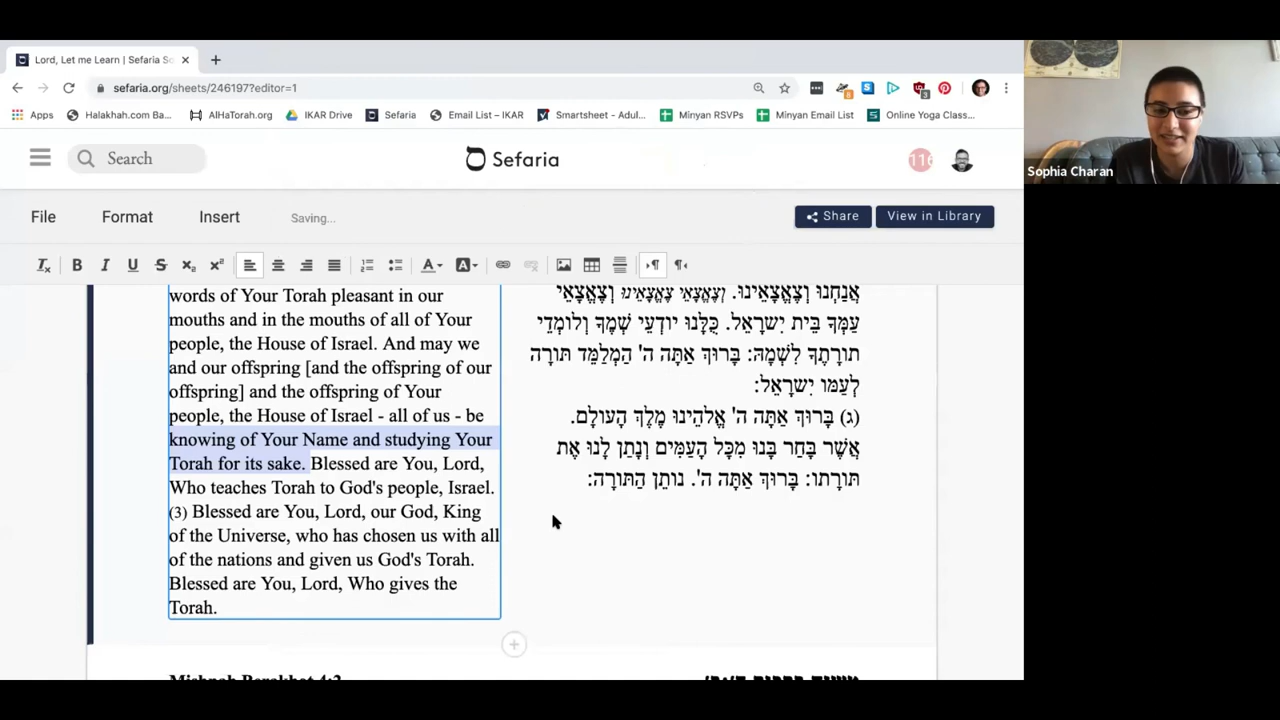 Lord, Let me Learn | Sefaria So
sefaria.org/sheets/246197?editor=1
Apps
Halakhah.com Ba...
AlHaTorah.org
IKAR Drive
Sefaria
Email List – IKAR
Smartsheet - Adul...
Minyan RSVPs
Minyan Email List
Online Yoga Class...
Search
Sefaria
116
File
Format
Insert
Saving...
Share
View in Library
words of Your Torah pleasant in our
mouths and in the mouths of all of Your
people, the House of Israel. And may we
and our offspring [and the offspring of our
offspring] and the offspring of Your
people, the House of Israel - all of us - be
knowing of Your Name and studying Your
Torah for its sake. Blessed are You, Lord,
Who teaches Torah to God's people, Israel.
(3) Blessed are You, Lord, our God, King
of the Universe, who has chosen us with all
of the nations and given us God's Torah.
Blessed are You, Lord, Who gives the
Torah.
אֲנַחְנוּ וְצֶאֱצָאֵינוּ. וְצֶאֱצָאֵי צֶאֱצָאֵינוּ וְצֶאֱצָאֵי
עַמְּךָ בֵּית יִשְׂרָאֵל. כֻּלָּנוּ יוֹדְעֵי שְׁמֶךָ וְלוֹמְדֵי
תוֹרָתֶךָ לִשְׁמָהּ: בָּרוּךְ אַתָּה ה' הַמְלַמֵּד תּוֹרָה
לְעַמּוֹ יִשְׂרָאֵל:
(ג) בָּרוּךְ אַתָּה ה' אֱלֹהֵינוּ מֶלֶךְ הָעוֹלָם.
אֲשֶׁר בָּחַר בָּנוּ מִכָּל הָעַמִּים וְנָתַן לָנוּ אֶת
תּוֹרָתוֹ: בָּרוּךְ אַתָּה ה'. נוֹתֵן הַתּוֹרָה:
Mishnah Berakhot 4:2
Sophia Charan